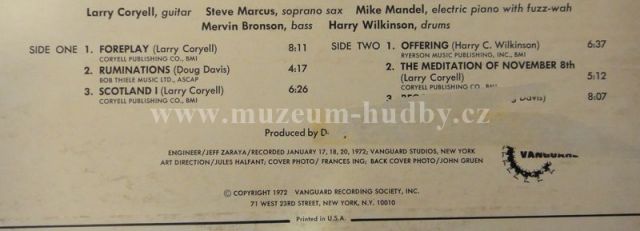 Larry Coryell, guitar Steve Marcus, soprano sax Mike Mandel, electric piano with fuzz-wah
Mervin Bronson, bass Harry Wilkinson, drums
SIDE ONE 1. FOREPLAY (Larry Coryell) 8:11
CORYELL PUBLISHING CO., BMI
2. RUMINATIONS (Doug Davis) 4:17
BOB THIELE MUSIC LTD., ASCAP
3. SCOTLAND I (Larry Coryell) 6:26
CORYELL PUBLISHING CO., BMI
SIDE TWO 1. OFFERING (Harry C. Wilkinson) 6:37
RYERSON MUSIC PUBLISHING, INC., BMI
2. THE MEDITATION OF NOVEMBER 8th
(Larry Coryell) 5:12
CORYELL PUBLISHING CO., BMI
Davis) 8:07
www.muzeum-hudby.cz
Produced by D
ENGINEER/JEFF ZARAYA/RECORDED JANUARY 17, 18, 20, 1972; VANGUARD STUDIOS, NEW YORK
ART DIRECTION/JULES HALFANT; COVER PHOTO/ FRANCES ING; BACK COVER PHOTO/JOHN GRUEN
VANGUARD
© COPYRIGHT 1972 VANGUARD RECORDING SOCIETY, INC.
71 WEST 23RD STREET, NEW YORK, N.Y. 10010
Printed in U.S.A.